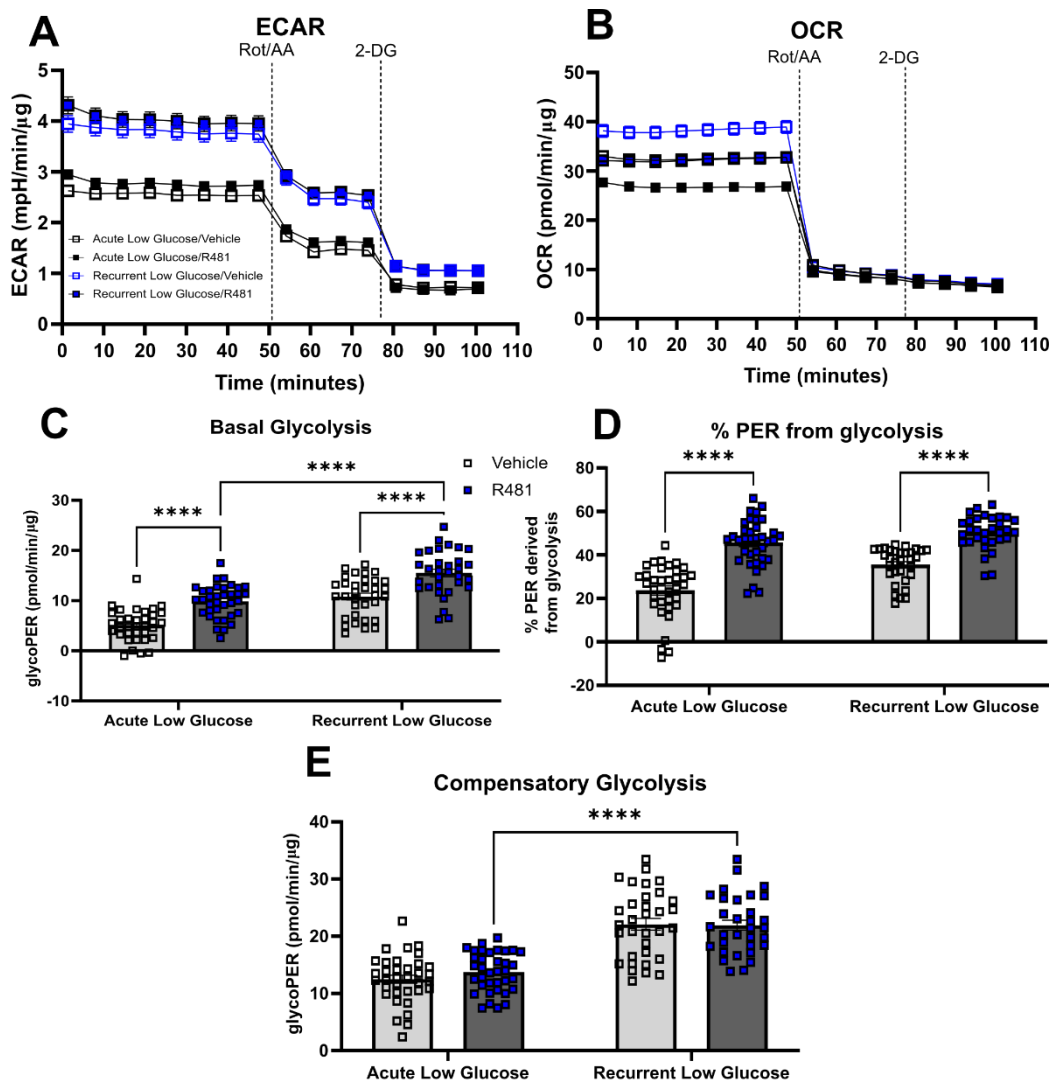 A
ECAR
Rot/AA
2-DG
ECAR (mpH/min/µg)
5
4
3
2
1
0
Acute Low Glucose/Vehicle
Acute Low Glucose/R481
Recurrent Low Glucose/Vehicle
Recurrent Low Glucose/R481
0 10 20 30 40 50 60 70 80 90 100 110
Time (minutes)
B
OCR
Rot/AA
2-DG
OCR (pmol/min/µg)
50
40
30
20
10
0
0 10 20 30 40 50 60 70 80 90 100 110
Time (minutes)
C
Basal Glycolysis
**** 
Vehicle
R481
****
****
glycoPER (pmol/min/µg)
30
20
10
0
-10
Acute Low Glucose
Recurrent Low Glucose
D
% PER from glycolysis
****
****
% PER derived
from glycolysis
80
60
40
20
0
-20
Acute Low Glucose
Recurrent Low Glucose
E
Compensatory Glycolysis
****
glycoPER (pmol/min/µg)
40
30
20
10
0
Acute Low Glucose
Recurrent Low Glucose